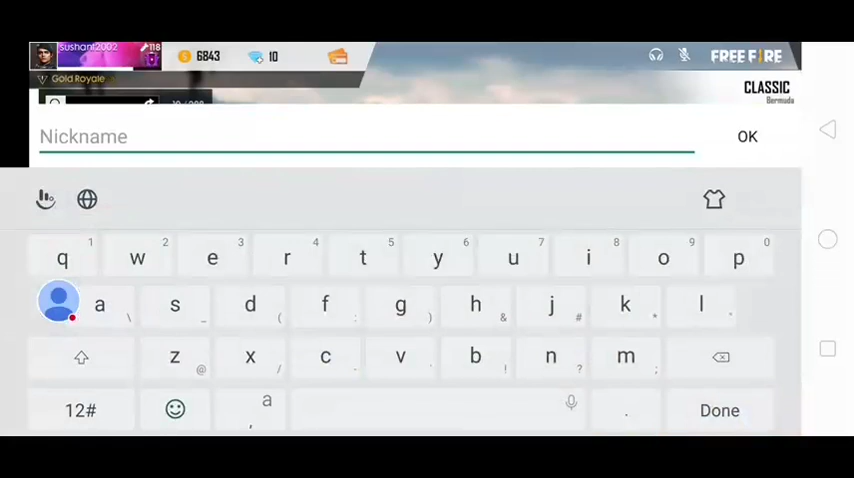 sushant2002 118 6843 10 FREE FIRE
Gold Royale
CLASSIC
Bermuda
Nickname OK
1 2 3 4 5 6 7 8 9 0
q w e r t y u i o p
a s d f g h j k l
\ _ ( : ) & # *
z x c v b n m
@ / ! ? ;
12# a , . Done